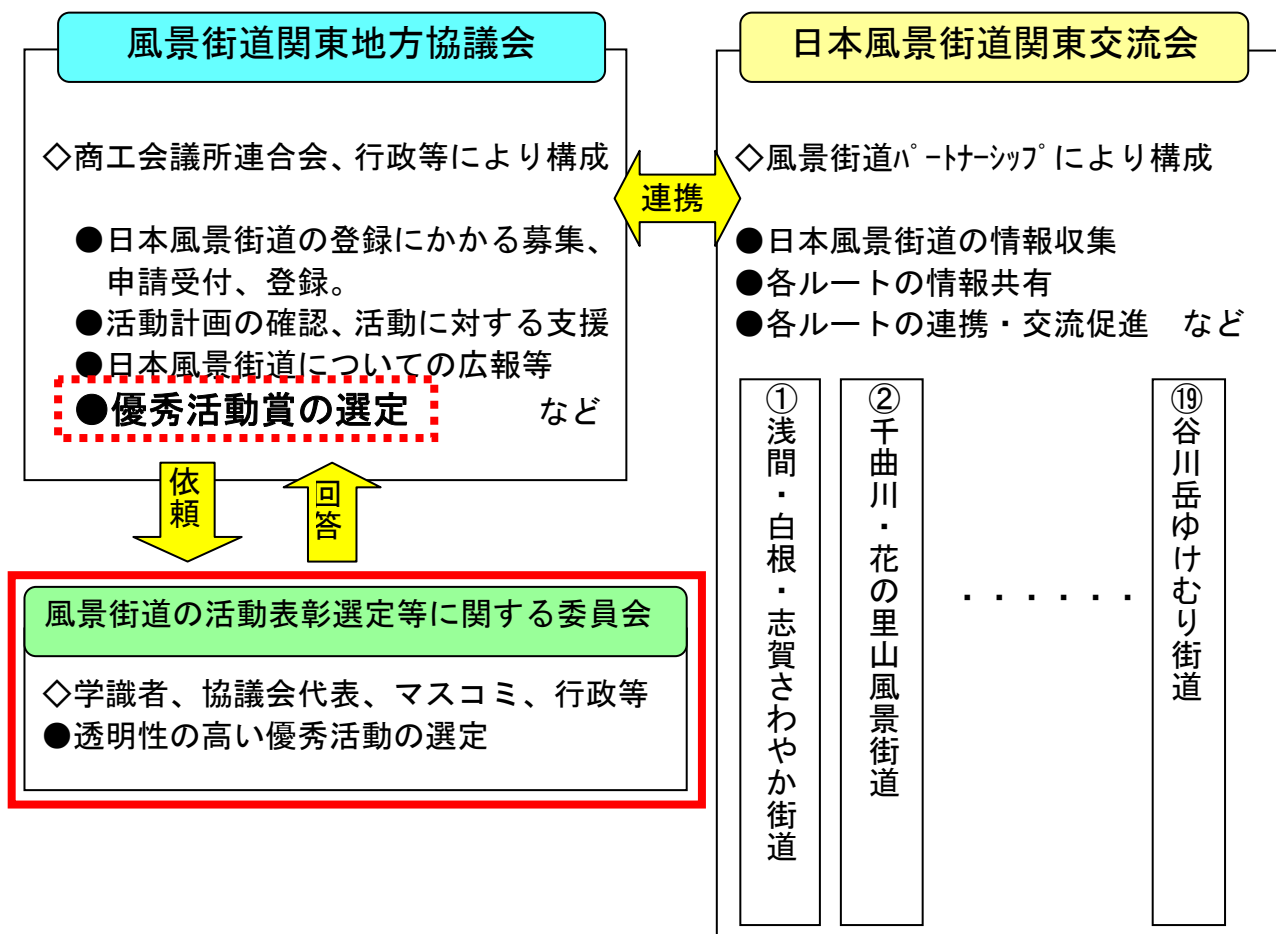 風景街道関東地方協議会
◇商工会議所連合会、行政等により構成
●日本風景街道の登録にかかる募集、
申請受付、登録。
●活動計画の確認、活動に対する支援
●日本風景街道についての広報等
●優秀活動賞の選定 など
依頼
回答
風景街道の活動表彰選定等に関する委員会
◇学識者、協議会代表、マスコミ、行政等
●透明性の高い優秀活動の選定
連携
日本風景街道関東交流会
◇風景街道ﾊﾟｰﾄﾅｰｼｯﾌﾟにより構成
●日本風景街道の情報収集
●各ルートの情報共有
●各ルートの連携・交流促進 など
①浅間・白根・志賀さわやか街道
②千曲川・花の里山風景街道
・・・・・・
⑲谷川岳ゆけむり街道